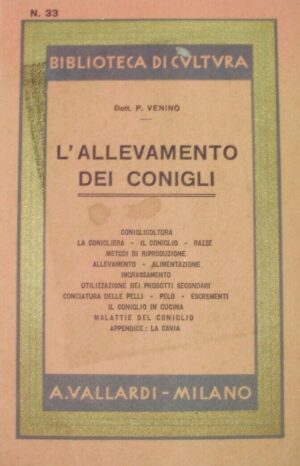 N. 33
BIBLIOTECA DI CVLTVRA
Dott. P. VENINO
L'ALLEVAMENTO
DEI CONIGLI
CONIGLICOLTURA
LA CONIGLIERA - IL CONIGLIO - RAZZE
METODI DI RIPRODUZIONE
ALLEVAMENTO - ALIMENTAZIONE
INGRASSAMENTO
UTILIZZAZIONE DEI PRODOTTI SECONDARI
CONCIATURA DELLE PELLI - PELO - ESCREMENTI
IL CONIGLIO IN CUCINA
MALATTIE DEL CONIGLIO
APPENDICE: LA CAVIA
A. VALLARDI - MILANO